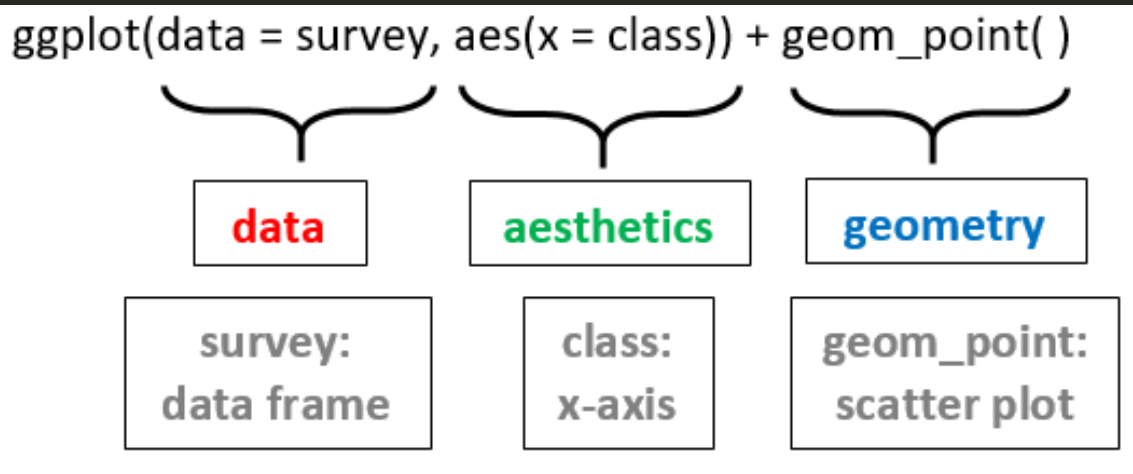 ggplot(data = survey, aes(x = class)) + geom_point( )
data
aesthetics
geometry
survey:
data frame
class:
x-axis
geom_point:
scatter plot